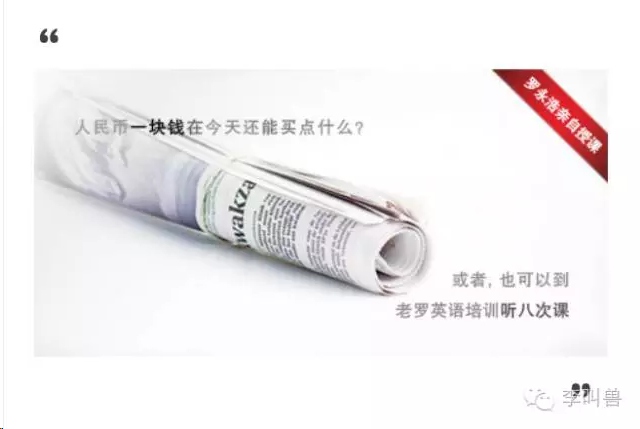 “
罗永浩亲自授课
人民币一块钱在今天还能买点什么?
wakza
或者, 也可以到
老罗英语培训听八次课
”
李叫兽